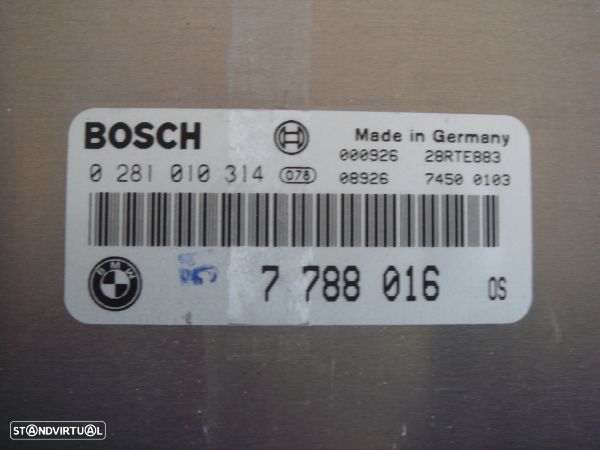 BOSCH
Made in Germany
000926 28RTE883
0 281 010 314 078 08926 7450 0103
BMW
7 788 016 OS
STANDVIRTUAL